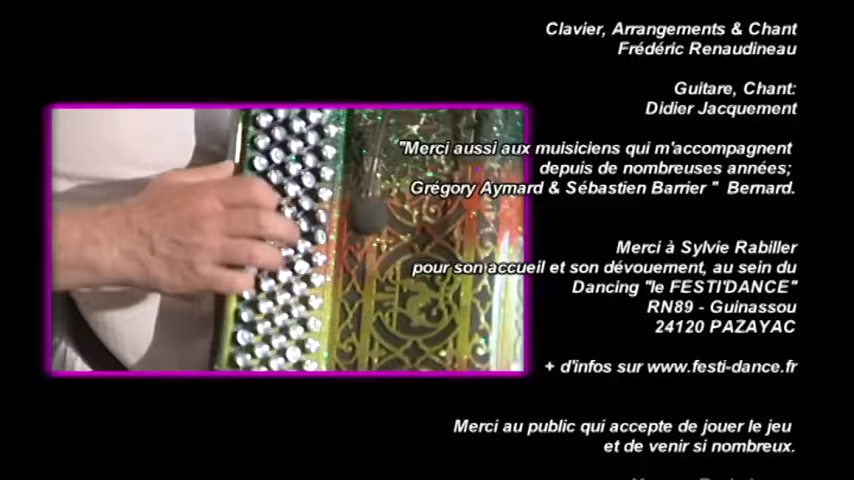 Clavier, Arrangements & Chant
Frédéric Renaudineau
Guitare, Chant:
Didier Jacquement
"Merci aussi aux muisiciens qui m'accompagnent
depuis de nombreuses années;
Grégory Aymard & Sébastien Barrier " Bernard.
Merci à Sylvie Rabiller
pour son accueil et son dévouement, au sein du
Dancing "le FESTI'DANCE"
RN89 - Guinassou
24120 PAZAYAC
+ d'infos sur www.festi-dance.fr
Merci au public qui accepte de jouer le jeu
et de venir si nombreux.